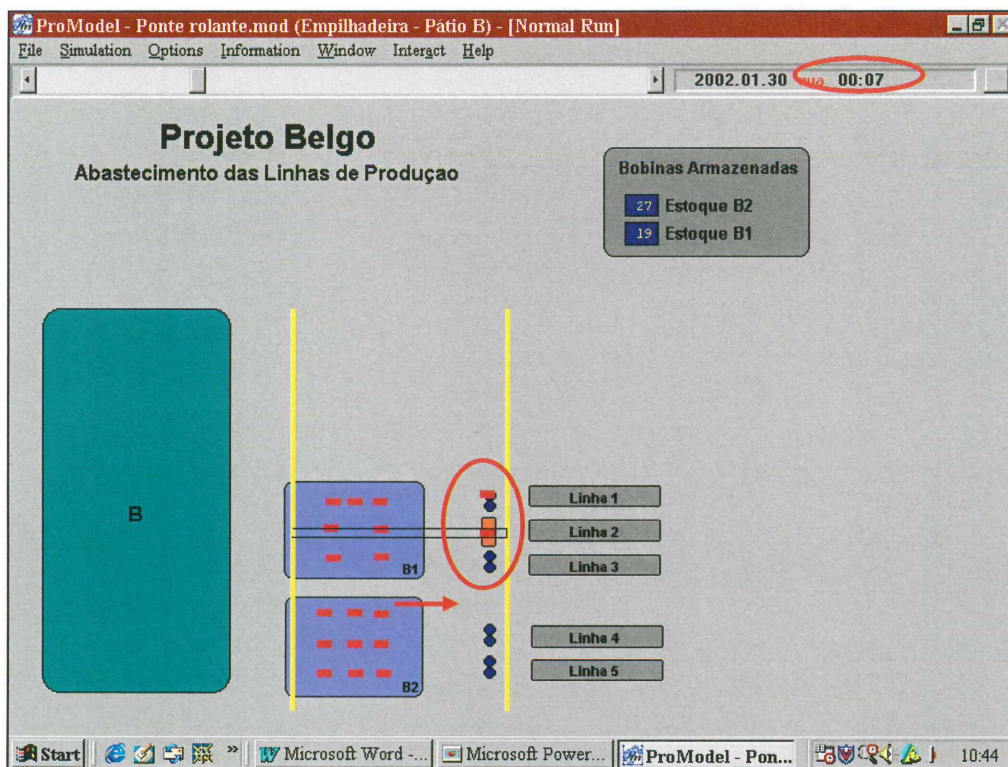 ProModel - Ponte rolante.mod (Empilhadeira - Pátio B) - [Normal Run]
File Simulation Options Information Window Interact Help
2002.01.30 qua 00:07
Projeto Belgo
Abastecimento das Linhas de Produçao
Bobinas Armazenadas
27 Estoque B2
19 Estoque B1
B
Linha 1
Linha 2
Linha 3
B1
Linha 4
Linha 5
B2
Start » Microsoft Word -... Microsoft Power... ProModel - Pon... 10:44